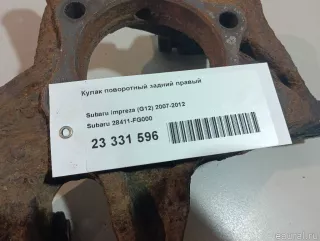 Кулак поворотный задний правый
Subaru Impreza (G12) 2007-2012
Subaru 28411-FG000
23 331 596